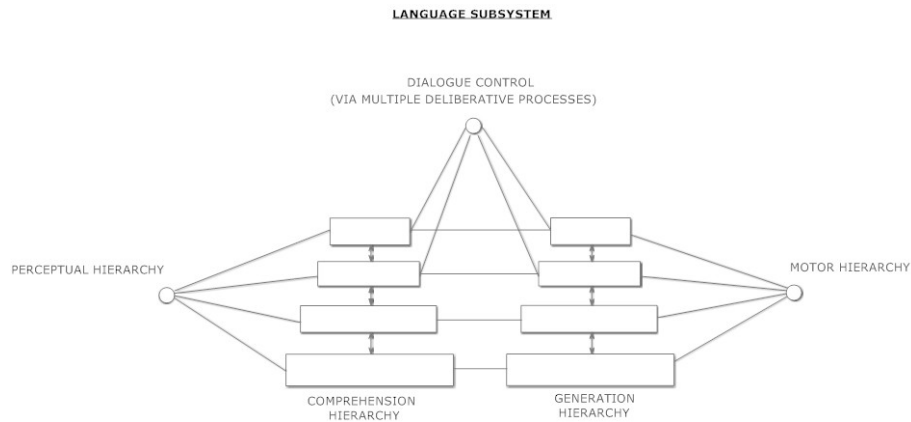 LANGUAGE SUBSYSTEM
DIALOGUE CONTROL
(VIA MULTIPLE DELIBERATIVE PROCESSES)
PERCEPTUAL HIERARCHY
MOTOR HIERARCHY
COMPREHENSION
HIERARCHY
GENERATION
HIERARCHY